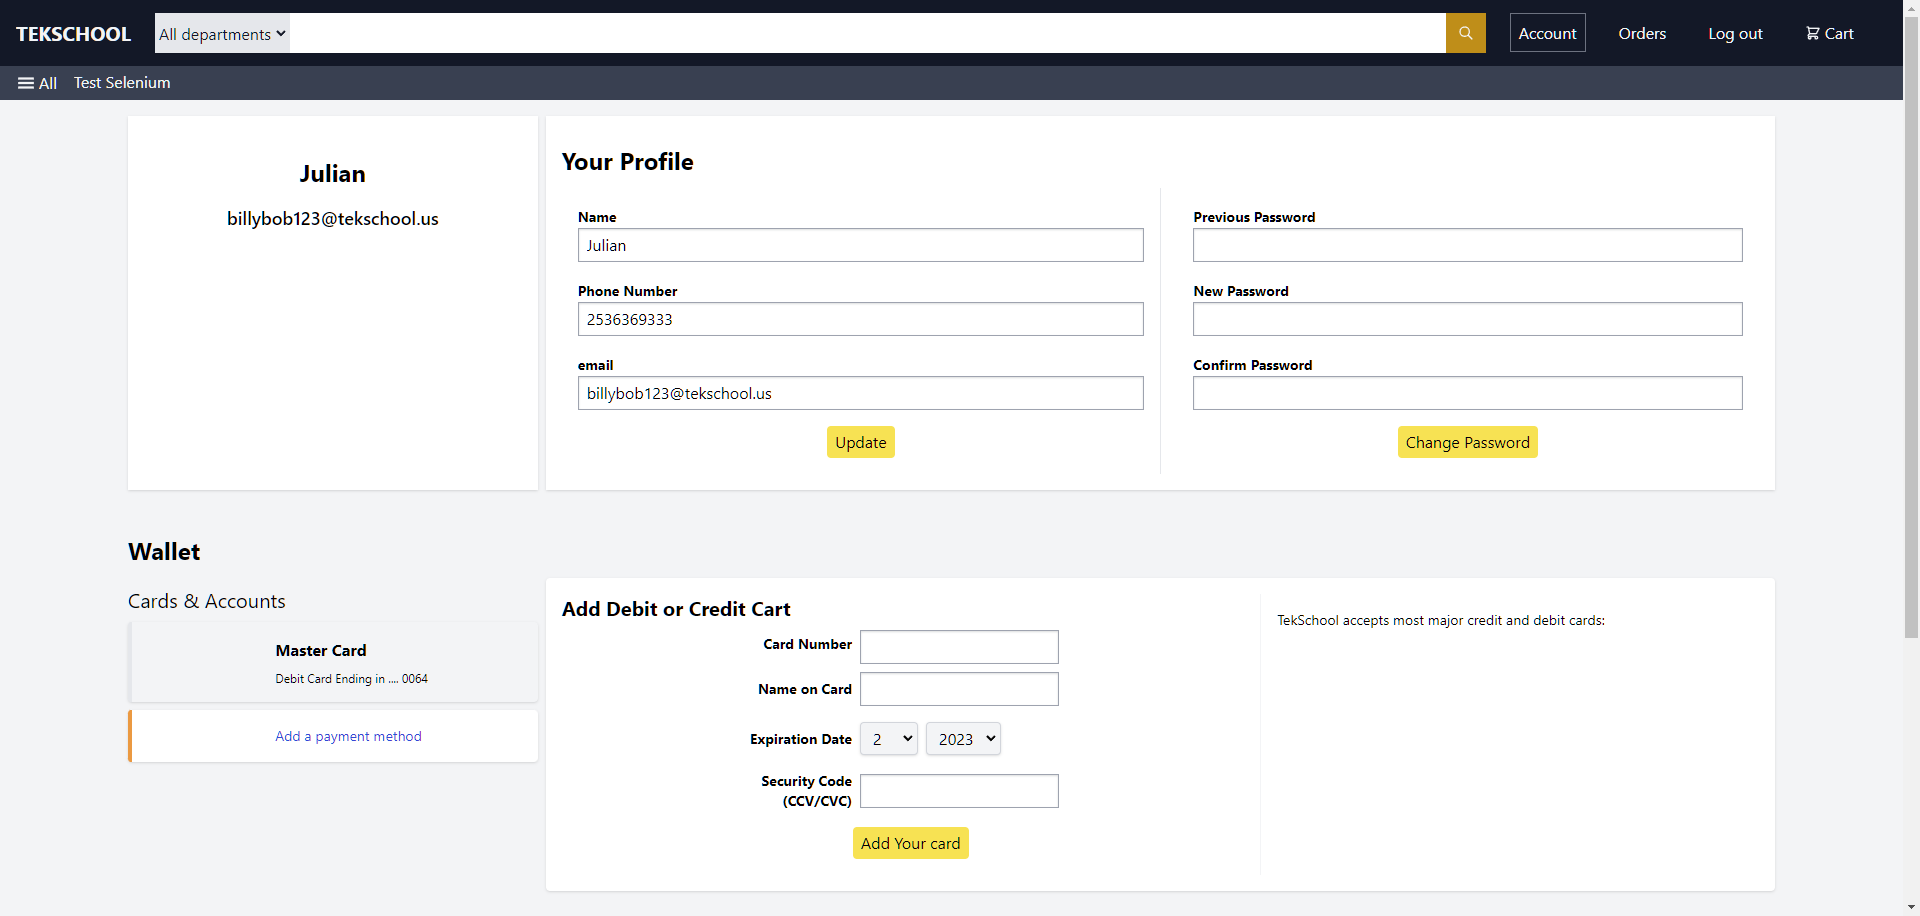 TEKSCHOOL All departments Account Orders Log out Cart
All Test Selenium
Julian
billybob123@tekschool.us
Your Profile
Name
Julian
Phone Number
2536369333
email
billybob123@tekschool.us
Update
Previous Password
New Password
Confirm Password
Change Password
Wallet
Cards & Accounts
Master Card
Debit Card Ending in .... 0064
Add a payment method
Add Debit or Credit Cart
Card Number
Name on Card
Expiration Date 2 2023
Security Code
(CCV/CVC)
Add Your card
TekSchool accepts most major credit and debit cards: